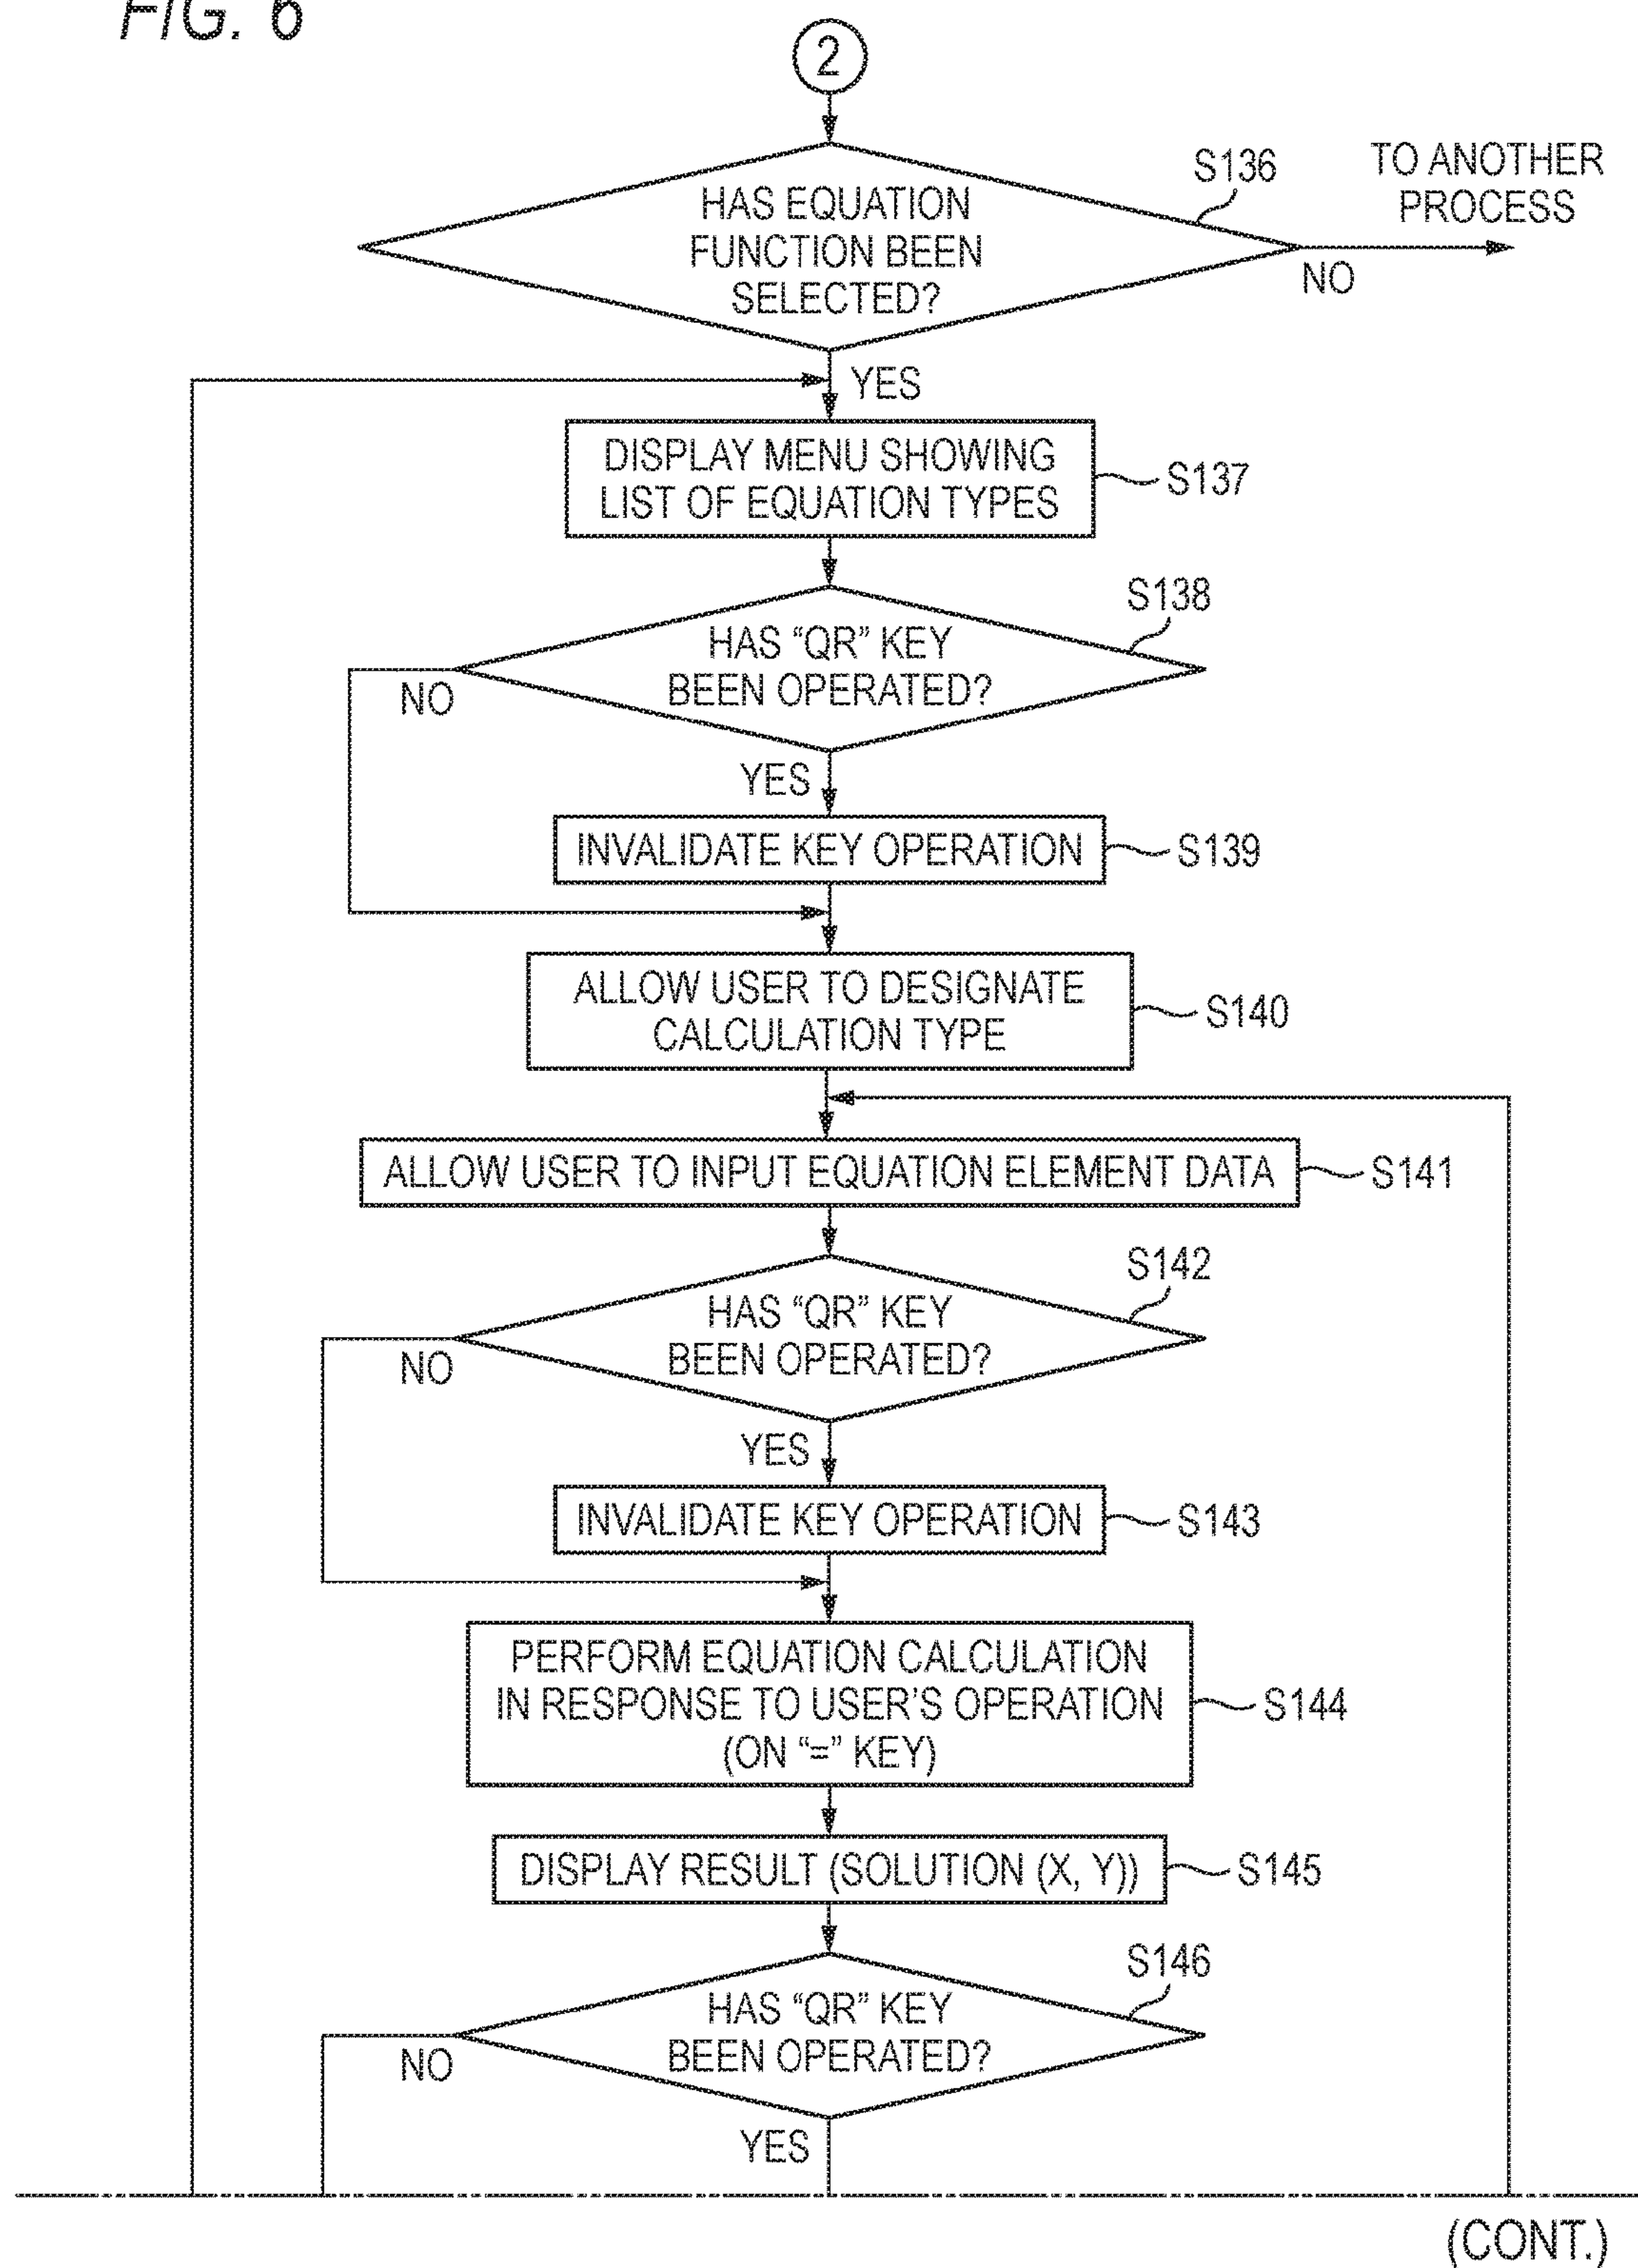 FIG. 6
2
HAS EQUATION
FUNCTION BEEN
SELECTED?
S136
TO ANOTHER
PROCESS
NO
YES
DISPLAY MENU SHOWING
LIST OF EQUATION TYPES
S137
HAS “QR” KEY
BEEN OPERATED?
S138
NO
YES
INVALIDATE KEY OPERATION
S139
ALLOW USER TO DESIGNATE
CALCULATION TYPE
S140
ALLOW USER TO INPUT EQUATION ELEMENT DATA
S141
HAS “QR” KEY
BEEN OPERATED?
S142
NO
YES
INVALIDATE KEY OPERATION
S143
PERFORM EQUATION CALCULATION
IN RESPONSE TO USER’S OPERATION
(ON “=” KEY)
S144
DISPLAY RESULT (SOLUTION (X, Y))
S145
HAS “QR” KEY
BEEN OPERATED?
S146
NO
YES
(CONT.)